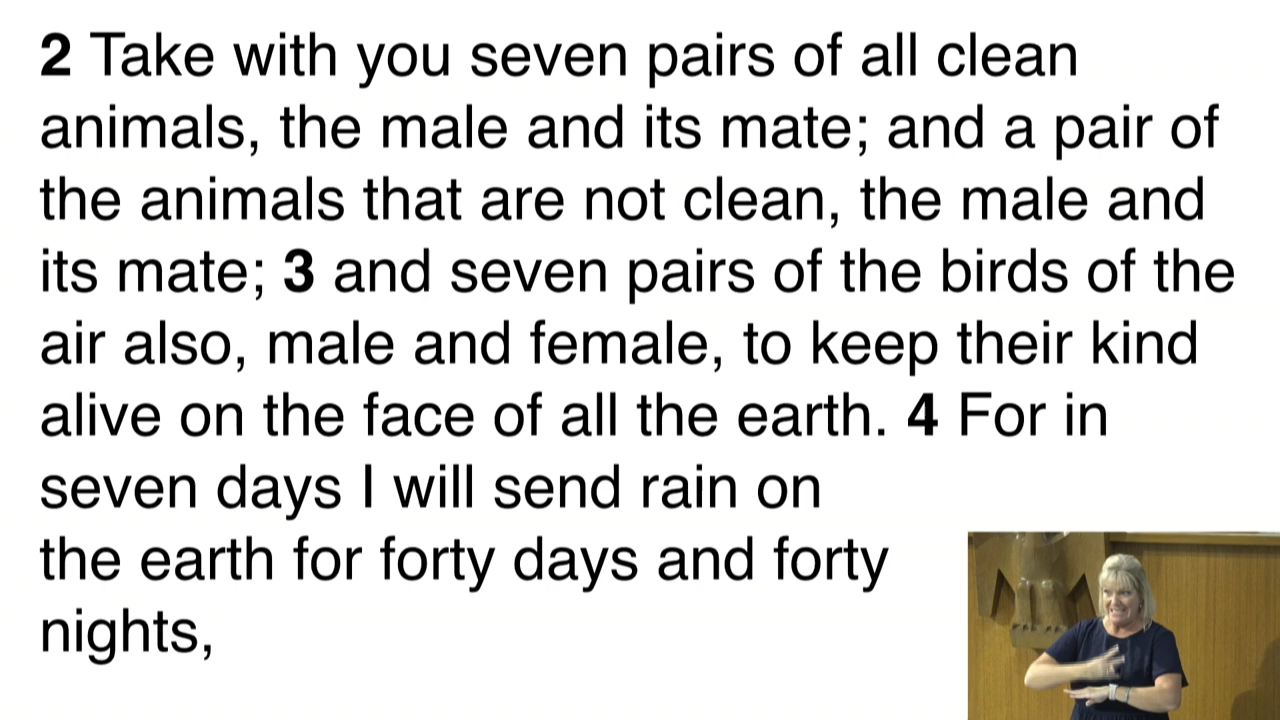 2 Take with you seven pairs of all clean
animals, the male and its mate; and a pair of
the animals that are not clean, the male and
its mate; 3 and seven pairs of the birds of the
air also, male and female, to keep their kind
alive on the face of all the earth. 4 For in
seven days I will send rain on
the earth for forty days and forty
nights,